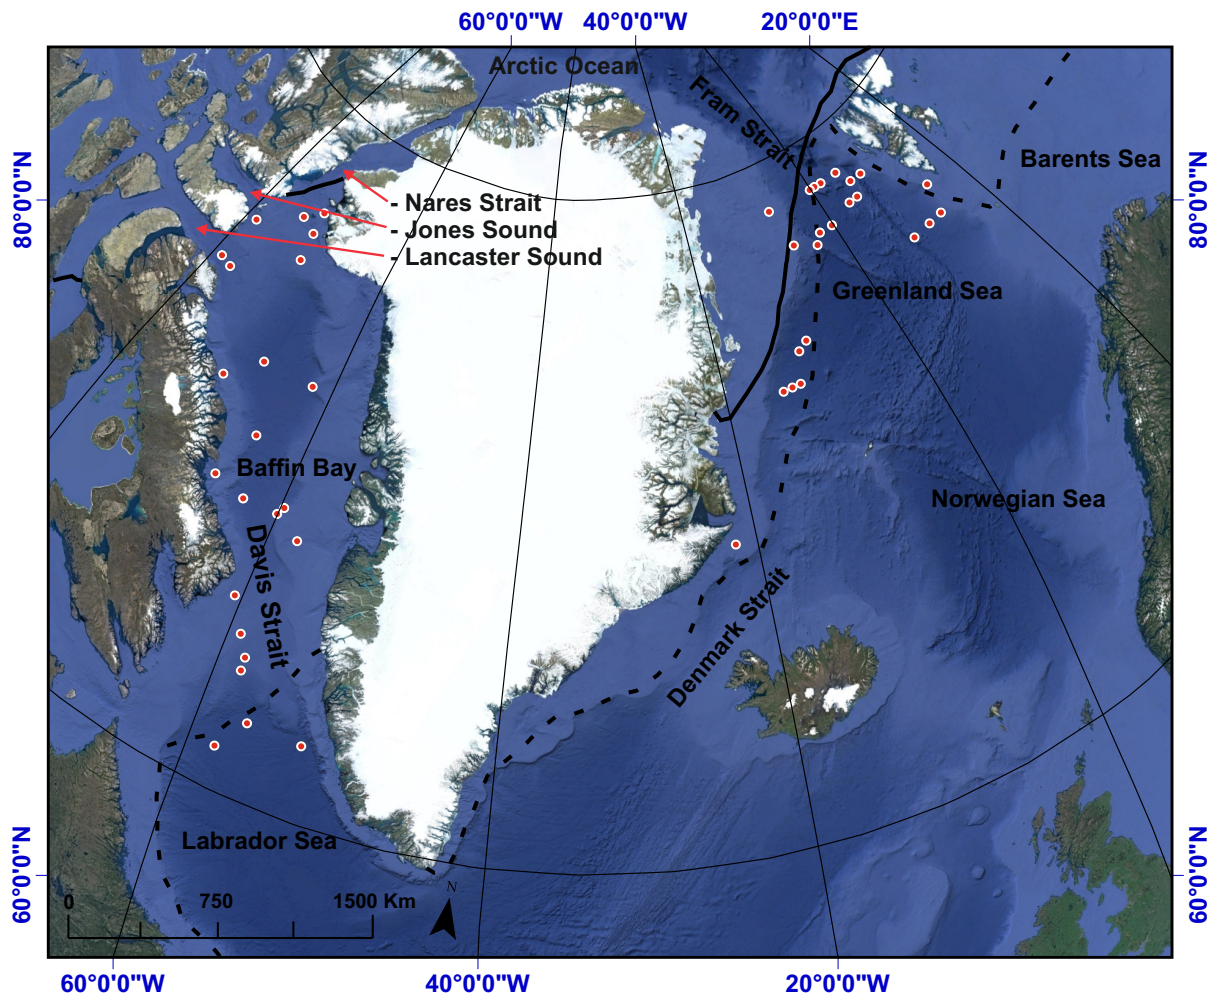 60°0'0"W 40°0'0"W 20°0'0"E
Arctic Ocean
Fram Strait
Barents Sea
80°0'0"N
80°0'0"N
- Nares Strait
- Jones Sound
- Lancaster Sound
Greenland Sea
Baffin Bay
Norwegian Sea
Davis Strait
Denmark Strait
Labrador Sea
60°0'0"N
60°0'0"N
N
0 750 1500 Km
60°0'0"W 40°0'0"W 20°0'0"W